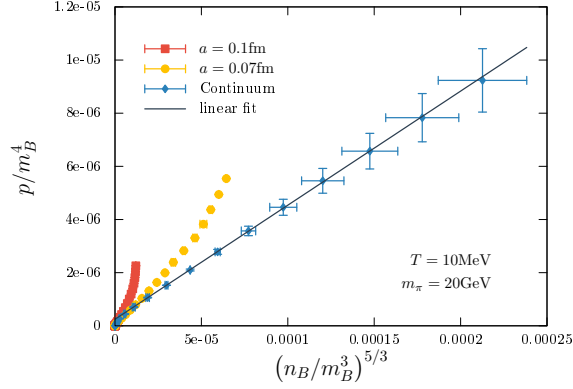 1.2e-05
1e-05
8e-06
6e-06
4e-06
2e-06
0
p/m_B^4
a = 0.1fm
a = 0.07fm
Continuum
linear fit
T = 10MeV
m_π = 20GeV
0 5e-05 0.0001 0.00015 0.0002 0.00025
(n_B/m_B^3)^{5/3}